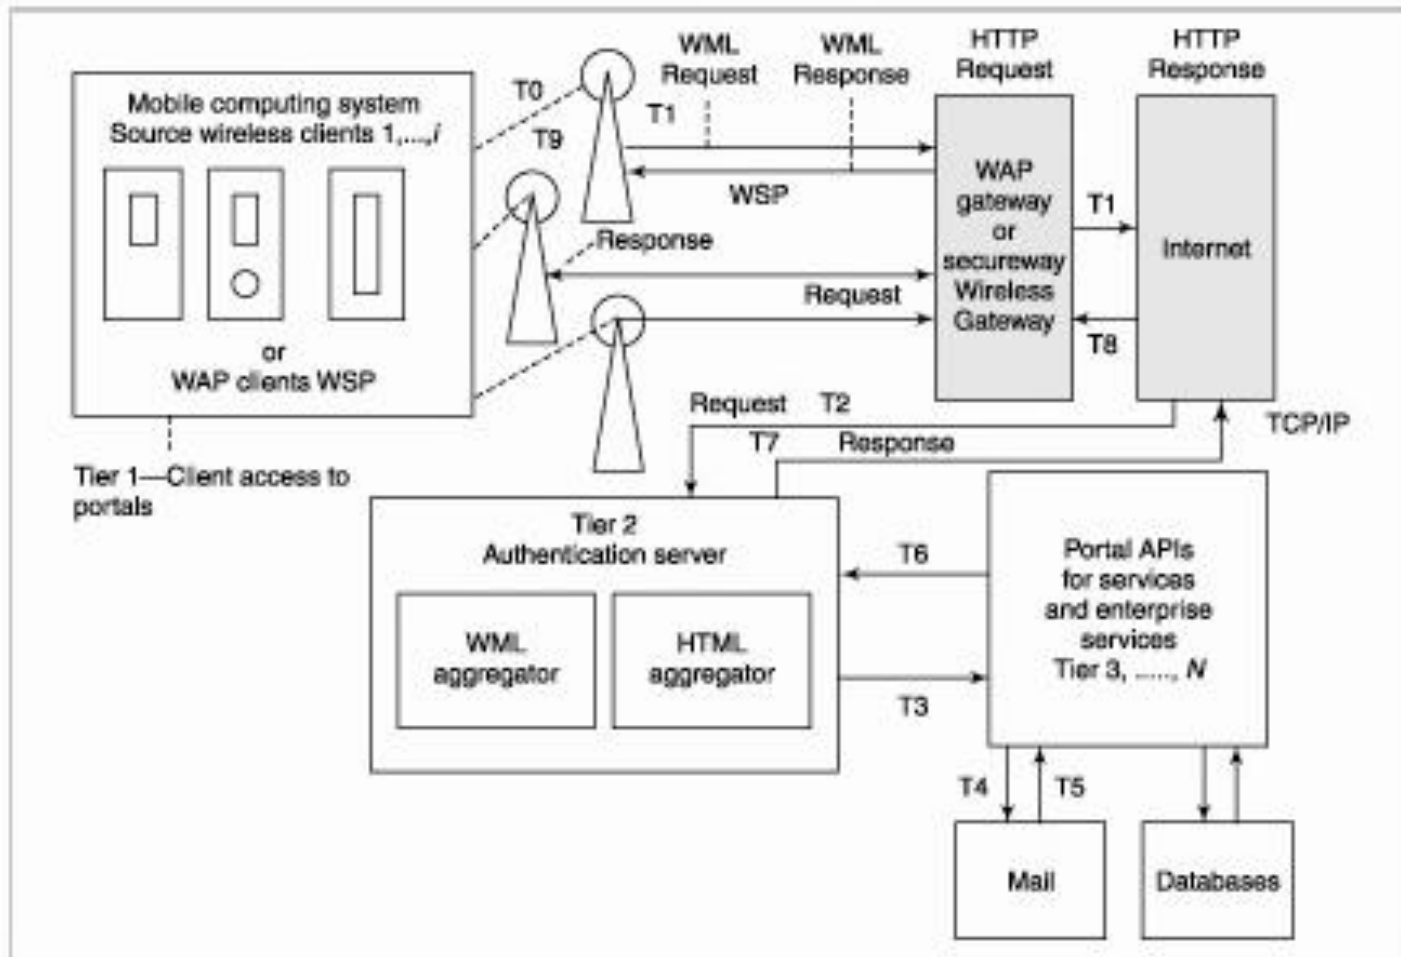 Mobile computing system
Source wireless clients 1,...,i
or
WAP clients WSP
Tier 1—Client access to
portals
T0
T9
T1
WML
Request
WML
Response
WSP
Response
Request
HTTP
Request
WAP
gateway
or
secureway
Wireless
Gateway
HTTP
Response
Internet
T1
T8
TCP/IP
Request T2
T7 Response
Tier 2
Authentication server
WML
aggregator
HTML
aggregator
T6
T3
Portal APIs
for services
and enterprise
services
Tier 3, ....., N
T4
T5
Mail
Databases